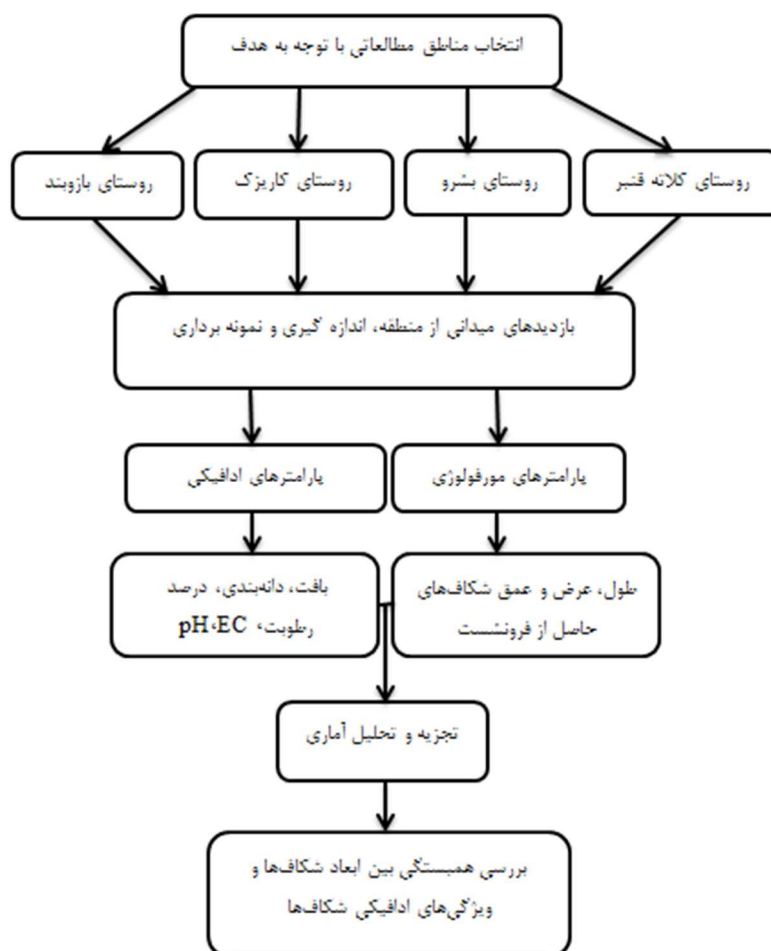 انتخاب مناطق مطالعاتی با توجه به هدف
روستای کلاته قنبر
روستای بشرو
روستای کاریزک
روستای بازوبند
بازدیدهای میدانی از منطقه، اندازه گیری و نمونه برداری
پارامترهای مورفولوژی
پارامترهای ادافیکی
طول، عرض و عمق شکاف‌های
حاصل از فرونشست
بافت، دانه‌بندی، درصد
رطوبت، pH،EC
تجزیه و تحلیل آماری
بررسی همبستگی بین ابعاد شکاف‌ها و
ویژگی‌های ادافیکی شکاف‌ها